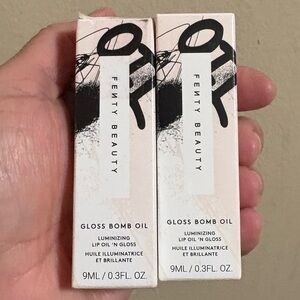 OIL
FENTY BEAUTY
GLOSS BOMB OIL
LUMINIZING
LIP OIL 'N GLOSS
HUILE ILLUMINATRICE
ET BRILLANTE
9ML / 0.3FL. OZ.
OIL
FENTY BEAUTY
GLOSS BOMB OIL
LUMINIZING
LIP OIL 'N GLOSS
HUILE ILLUMINATRICE
ET BRILLANTE
9ML / 0.3FL. OZ.